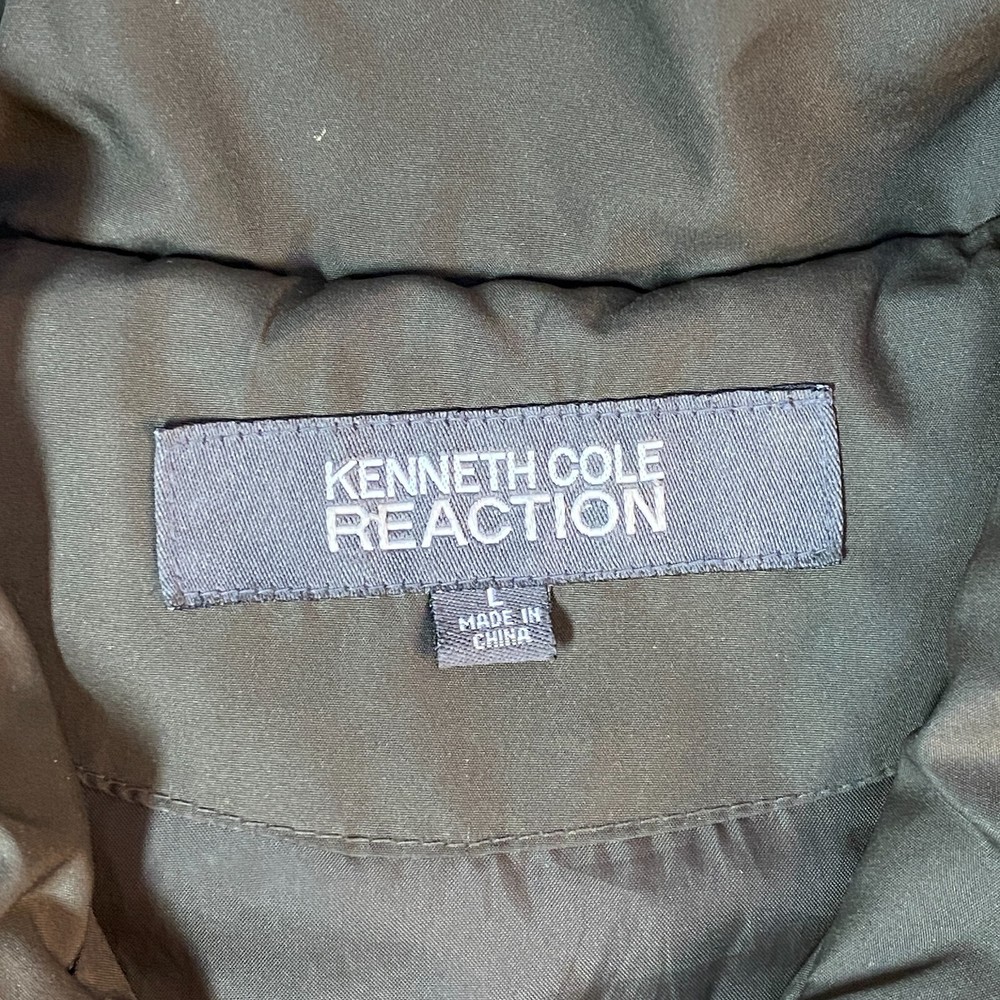 KENNETH COLE
REACTION
L
MADE IN
CHINA